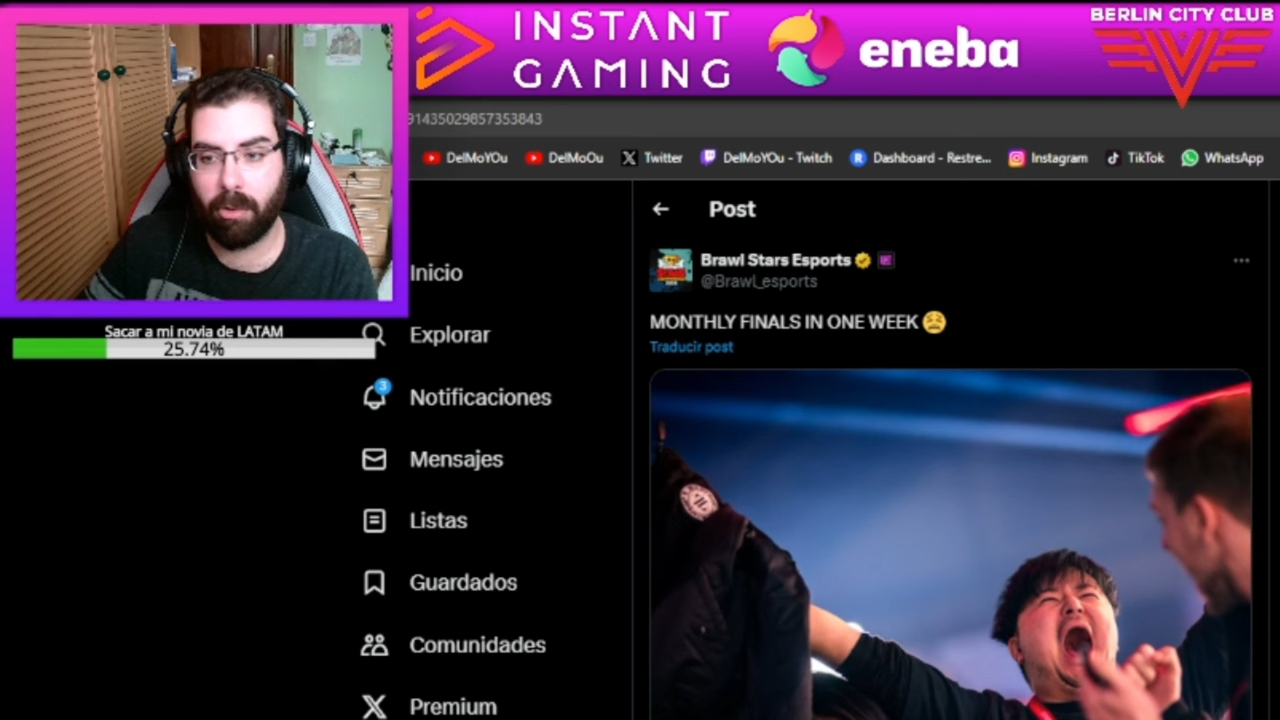 INSTANT
GAMING
eneba
BERLIN CITY CLUB
91435029857353843
DelMoYOu
DelMoOu
Twitter
DelMoYOu - Twitch
Dashboard - Restre...
Instagram
TikTok
WhatsApp
Sacar a mi novia de LATAM
25.74%
Inicio
Explorar
3
Notificaciones
Mensajes
Listas
Guardados
Comunidades
Premium
Post
Brawl Stars Esports
@Brawl_esports
MONTHLY FINALS IN ONE WEEK 😫
Traducir post